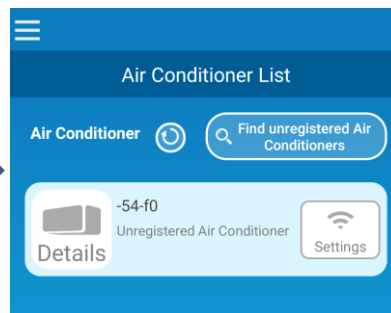 Air Conditioner List
Air Conditioner
Find unregistered Air
Conditioners
-54-f0
Unregistered Air Conditioner
Details
Settings